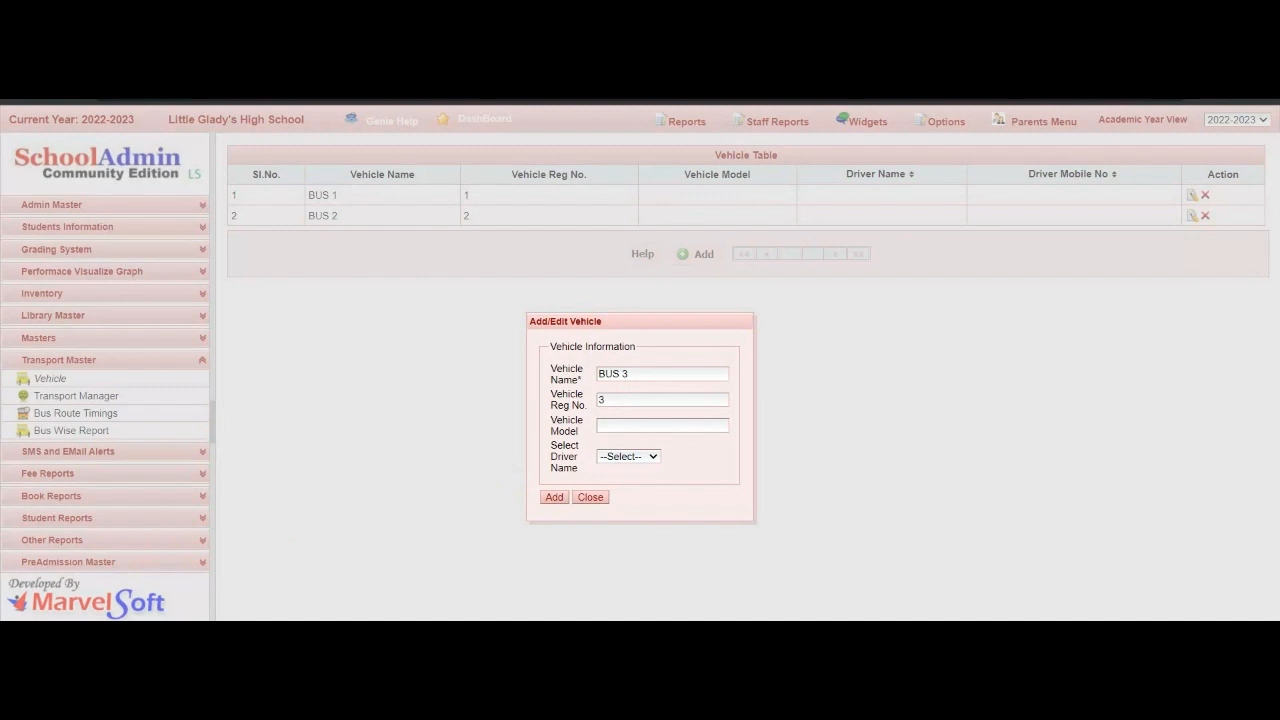 Current Year: 2022-2023 Little Glady's High School Genie Help DashBoard Reports Staff Reports Widgets Options Parents Menu Academic Year View 2022-2023
SchoolAdmin
Community Edition LS
Admin Master
Students Information
Grading System
Performace Visualize Graph
Inventory
Library Master
Masters
Transport Master
Vehicle
Transport Manager
Bus Route Timings
Bus Wise Report
SMS and EMail Alerts
Fee Reports
Book Reports
Student Reports
Other Reports
PreAdmission Master
Developed By
MarvelSoft
Vehicle Table
Sl.No. Vehicle Name Vehicle Reg No. Vehicle Model Driver Name Driver Mobile No Action
1 BUS 1 1
2 BUS 2 2
Help Add
Add/Edit Vehicle
Vehicle Information
Vehicle
Name* BUS 3
Vehicle
Reg No. 3
Vehicle
Model
Select
Driver
Name --Select--
Add Close